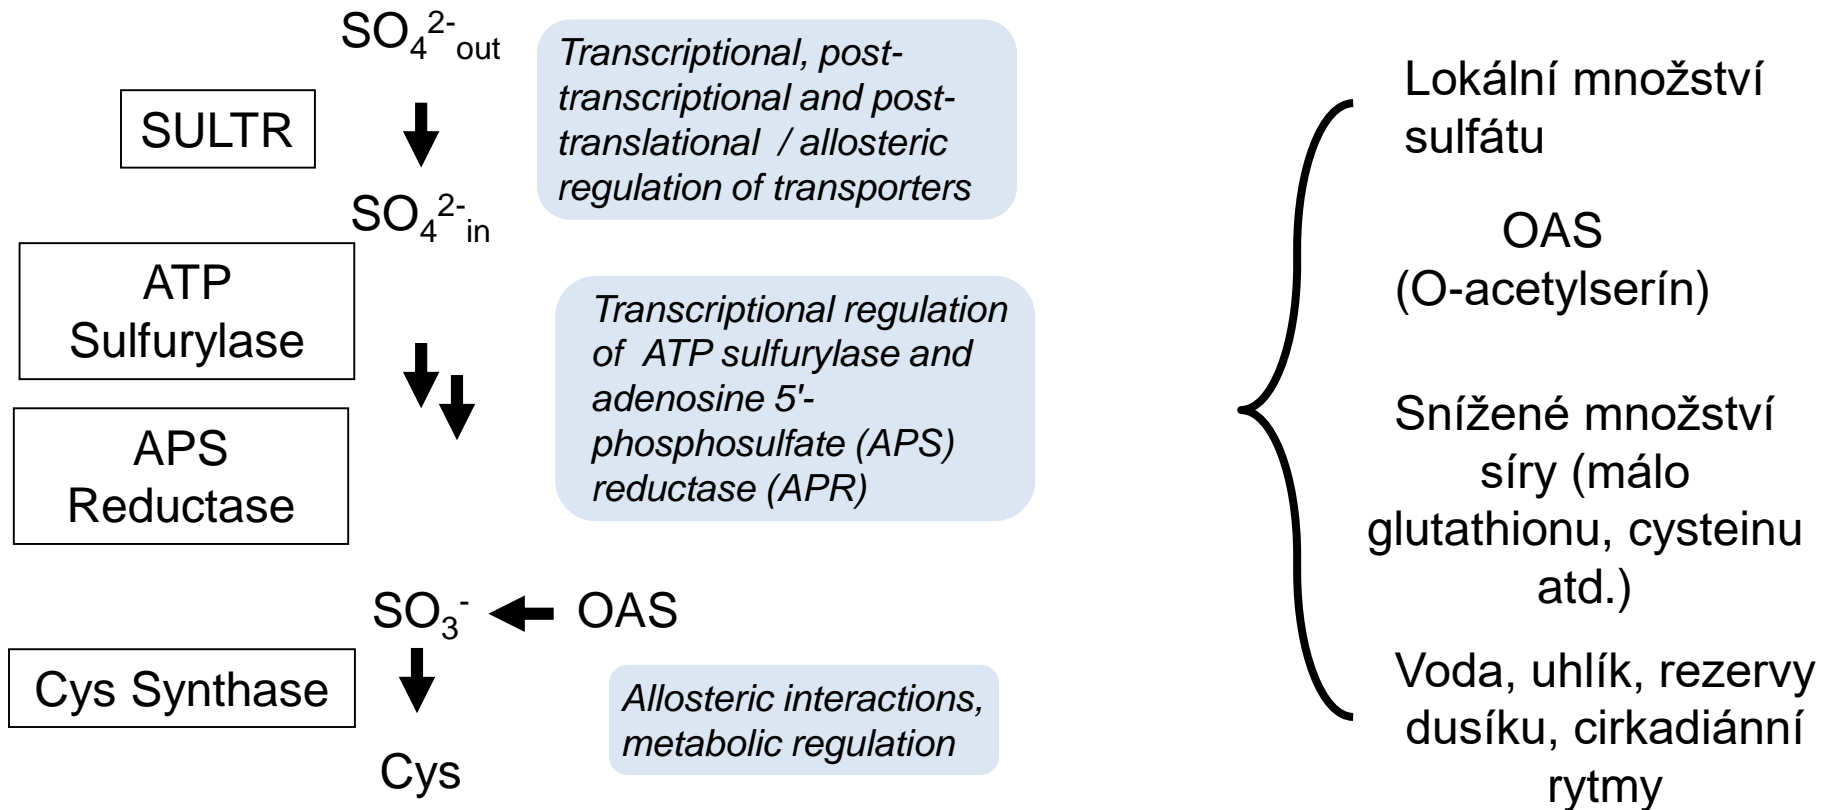 SO₄²⁻out
SULTR
Transcriptional, post-
transcriptional and post-
translational / allosteric
regulation of transporters
SO₄²⁻in
ATP
Sulfurylase
APS
Reductase
Transcriptional regulation
of ATP sulfurylase and
adenosine 5'-
phosphosulfate (APS)
reductase (APR)
SO₃⁻
OAS
Cys Synthase
Allosteric interactions,
metabolic regulation
Cys
Lokální množství
sulfátu
OAS
(O-acetylserín)
Snížené množství
síry (málo
glutathionu, cysteinu
atd.)
Voda, uhlík, rezervy
dusíku, cirkadiánní
rytmy